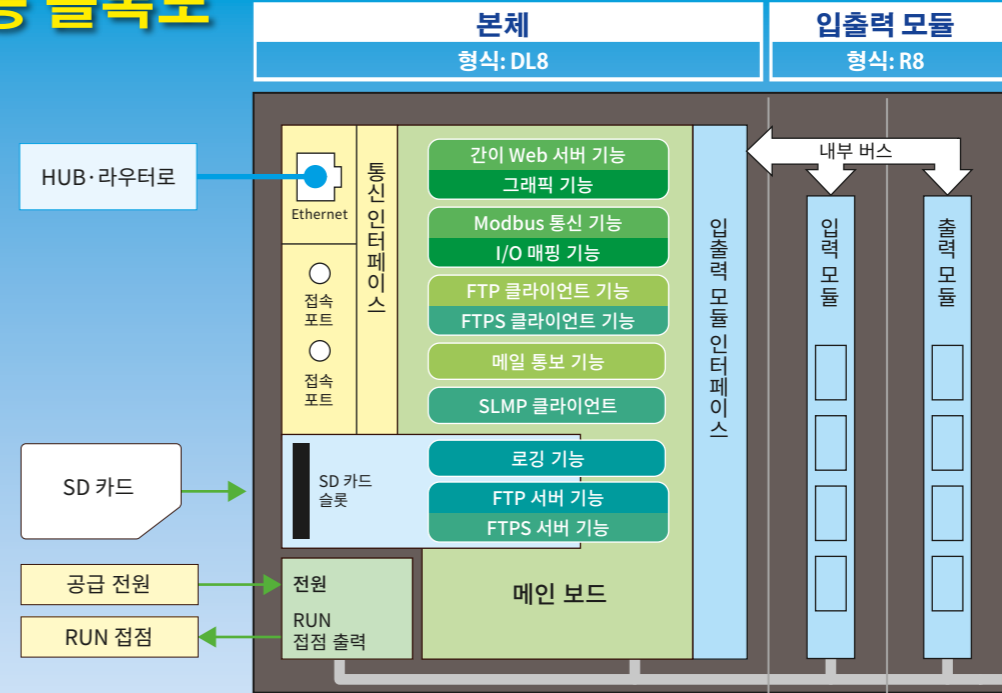 블록도
본체
형식: DL8
입출력 모듈
형식: R8
HUB·라우터로
Ethernet
통신 인터페이스
접속
포트
접속
포트
간이 Web 서버 기능
그래픽 기능
Modbus 통신 기능
I/O 매핑 기능
FTP 클라이언트 기능
FTPS 클라이언트 기능
메일 통보 기능
SLMP 클라이언트
로깅 기능
FTP 서버 기능
FTPS 서버 기능
메인 보드
입출력 모듈 인터페이스
내부 버스
입력 모듈
출력 모듈
SD 카드
SD 카드
슬롯
공급 전원
RUN 접점
전원
RUN
접점 출력